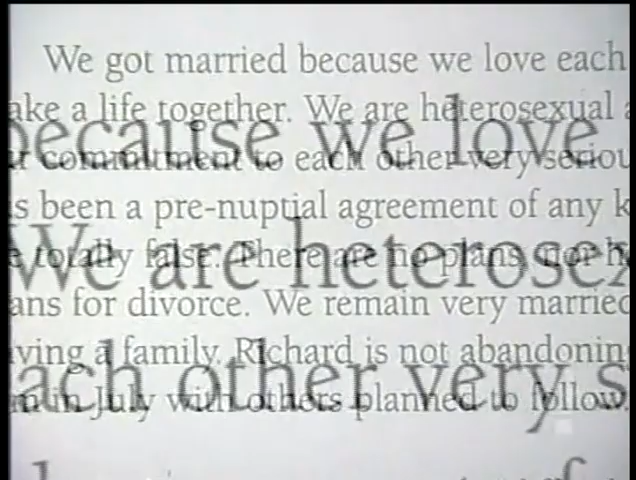 We got married because we love each
ake a life together. We are heterosexual a
because we love
r commitment to each other very seriou
s been a pre-nuptial agreement of any k
We are heterosex
e totally false. There are no plans, nor h
ans for divorce. We remain very married
ving a family. Richard is not abandonin
ach other very s
m in July with others planned to follow.